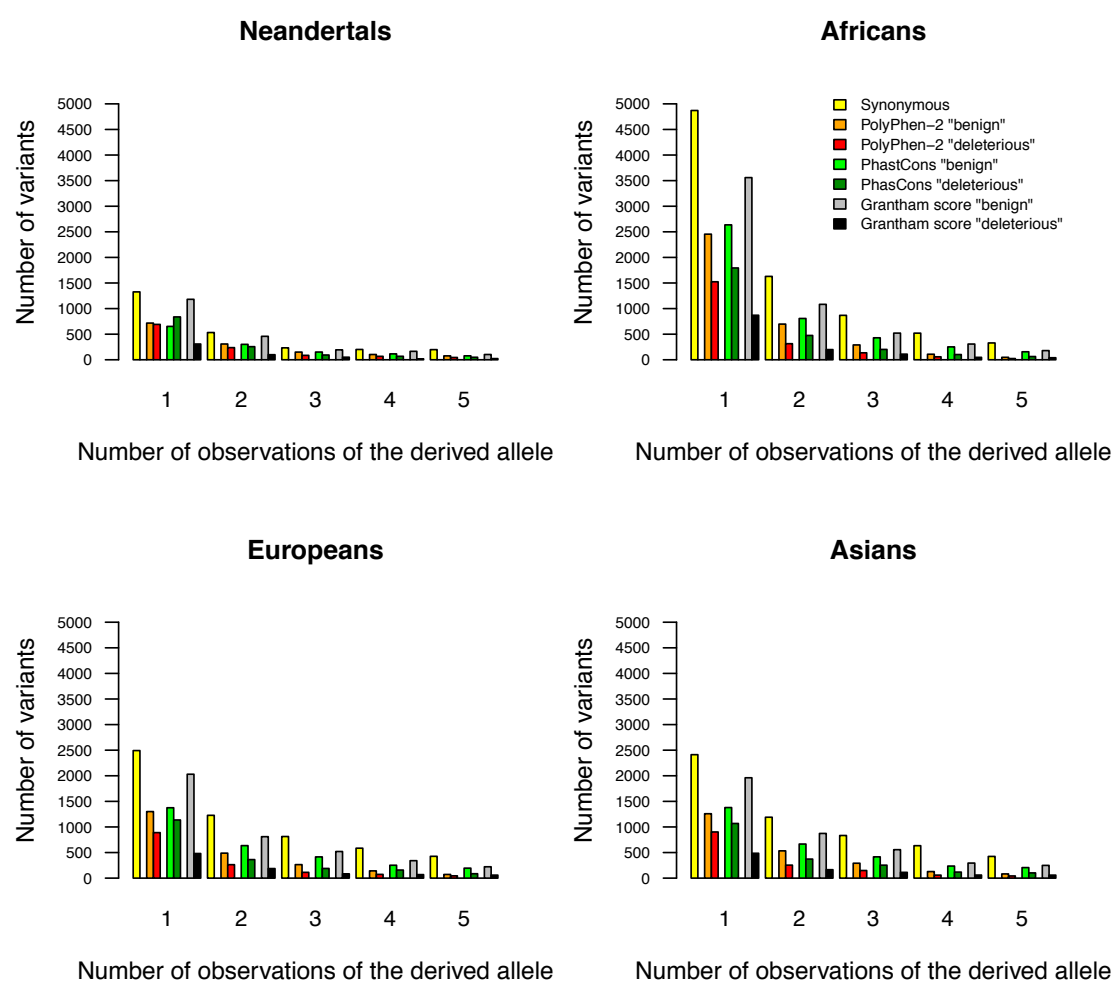 Neandertals
Number of variants
5000
4500
4000
3500
3000
2500
2000
1500
1000
500
0
1 2 3 4 5
Number of observations of the derived allele
Africans
Number of variants
5000
4500
4000
3500
3000
2500
2000
1500
1000
500
0
Synonymous
PolyPhen−2 "benign"
PolyPhen−2 "deleterious"
PhastCons "benign"
PhasCons "deleterious"
Grantham score "benign"
Grantham score "deleterious"
1 2 3 4 5
Number of observations of the derived allele
Europeans
Number of variants
5000
4500
4000
3500
3000
2500
2000
1500
1000
500
0
1 2 3 4 5
Number of observations of the derived allele
Asians
Number of variants
5000
4500
4000
3500
3000
2500
2000
1500
1000
500
0
1 2 3 4 5
Number of observations of the derived allele